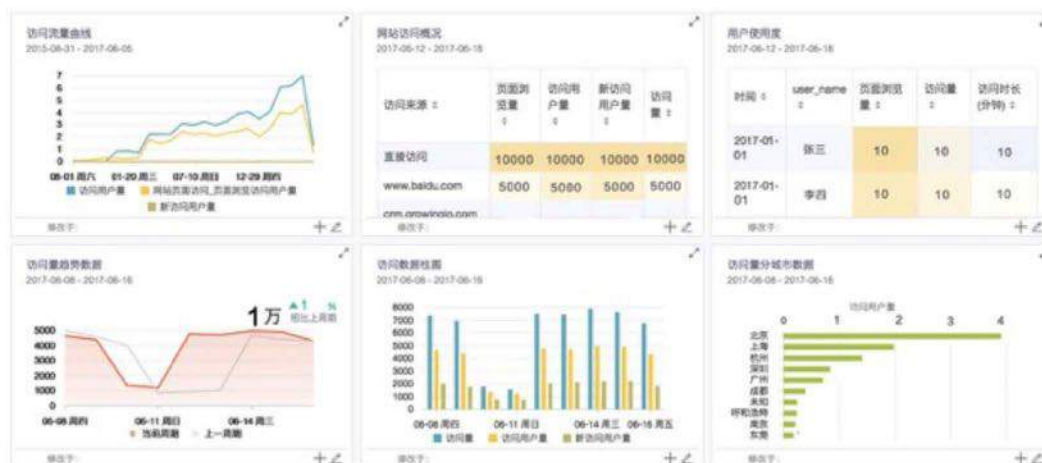 访问流量曲线
2015-08-31 - 2017-06-05
7
6
5
4
3
2
1
0
08-01 周六 01-20 周三 07-10 周日 12-29 周四
访问用户量 网站页面访问_页面浏览访问用户量
新访问用户量
修改于:
网站访问概况
2017-06-12 - 2017-06-18
访问来源 页面浏览量 访问用户量 新访问用户量 访问量
直接访问 10000 10000 10000 10000
www.baidu.com 5000 5000 5000 5000
crm.growingio.com
修改于:
用户使用度
2017-06-12 - 2017-06-18
时间 user_name 页面浏览量 访问量 访问时长(分钟)
2017-01-01 张三 10 10 10
2017-01-01 李四 10 10 10
修改于:
访问量趋势数据
2017-06-08 - 2017-06-16
1万 1 %
相比上周期
5000
4000
3000
2000
1000
0
06-08 周四 06-11 周日 06-14 周三
当前周期 上一周期
修改于:
访问数据柱图
2017-06-08 - 2017-06-16
8000
7000
6000
5000
4000
3000
2000
1000
0
06-08 周四 06-11 周日 06-14 周三 06-16 周五
访问量 访问用户量 新访问用户量
修改于:
访问量分城市数据
2017-06-08 - 2017-06-16
访问用户量
0 1 2 3 4
北京
上海
杭州
深圳
广州
成都
未知
呼和浩特
南京
东莞
修改于: